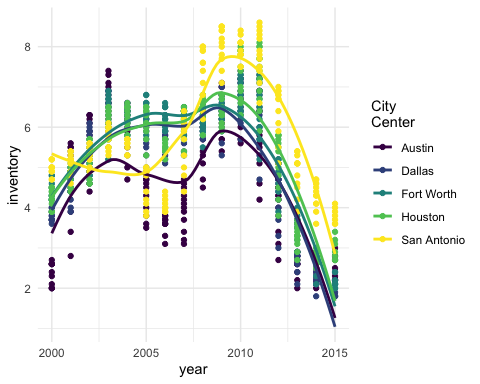 8
6
4
2
inventory
2000
2005
2010
2015
year
City
Center
Austin
Dallas
Fort Worth
Houston
San Antonio